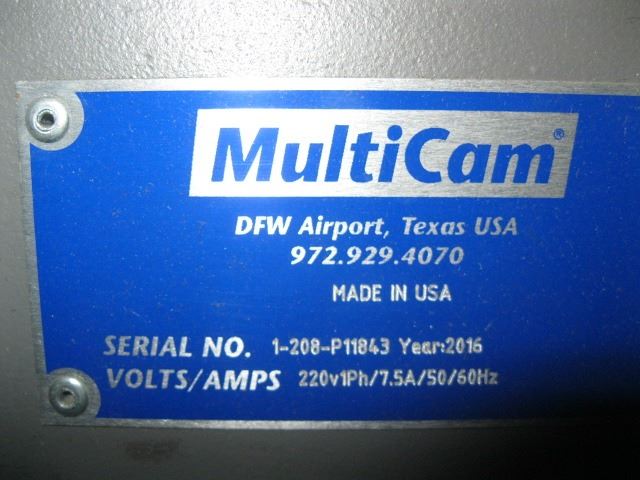 MultiCam®
DFW Airport, Texas USA
972.929.4070
MADE IN USA
SERIAL NO. 1-208-P11843 Year:2016
VOLTS/AMPS 220v1Ph/7.5A/50/60Hz